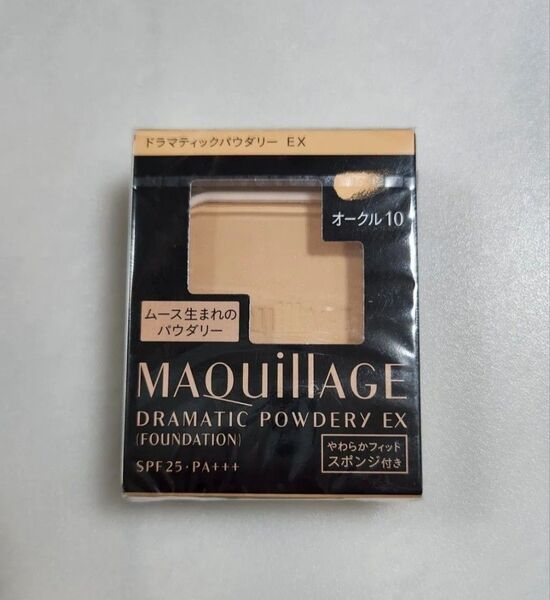 ドラマティックパウダリー EX
オークル10
ムース生まれの
パウダリー
MAQuillAGE
DRAMATIC POWDERY EX
(FOUNDATION)
SPF25・PA+++
やわらかフィット
スポンジ付き